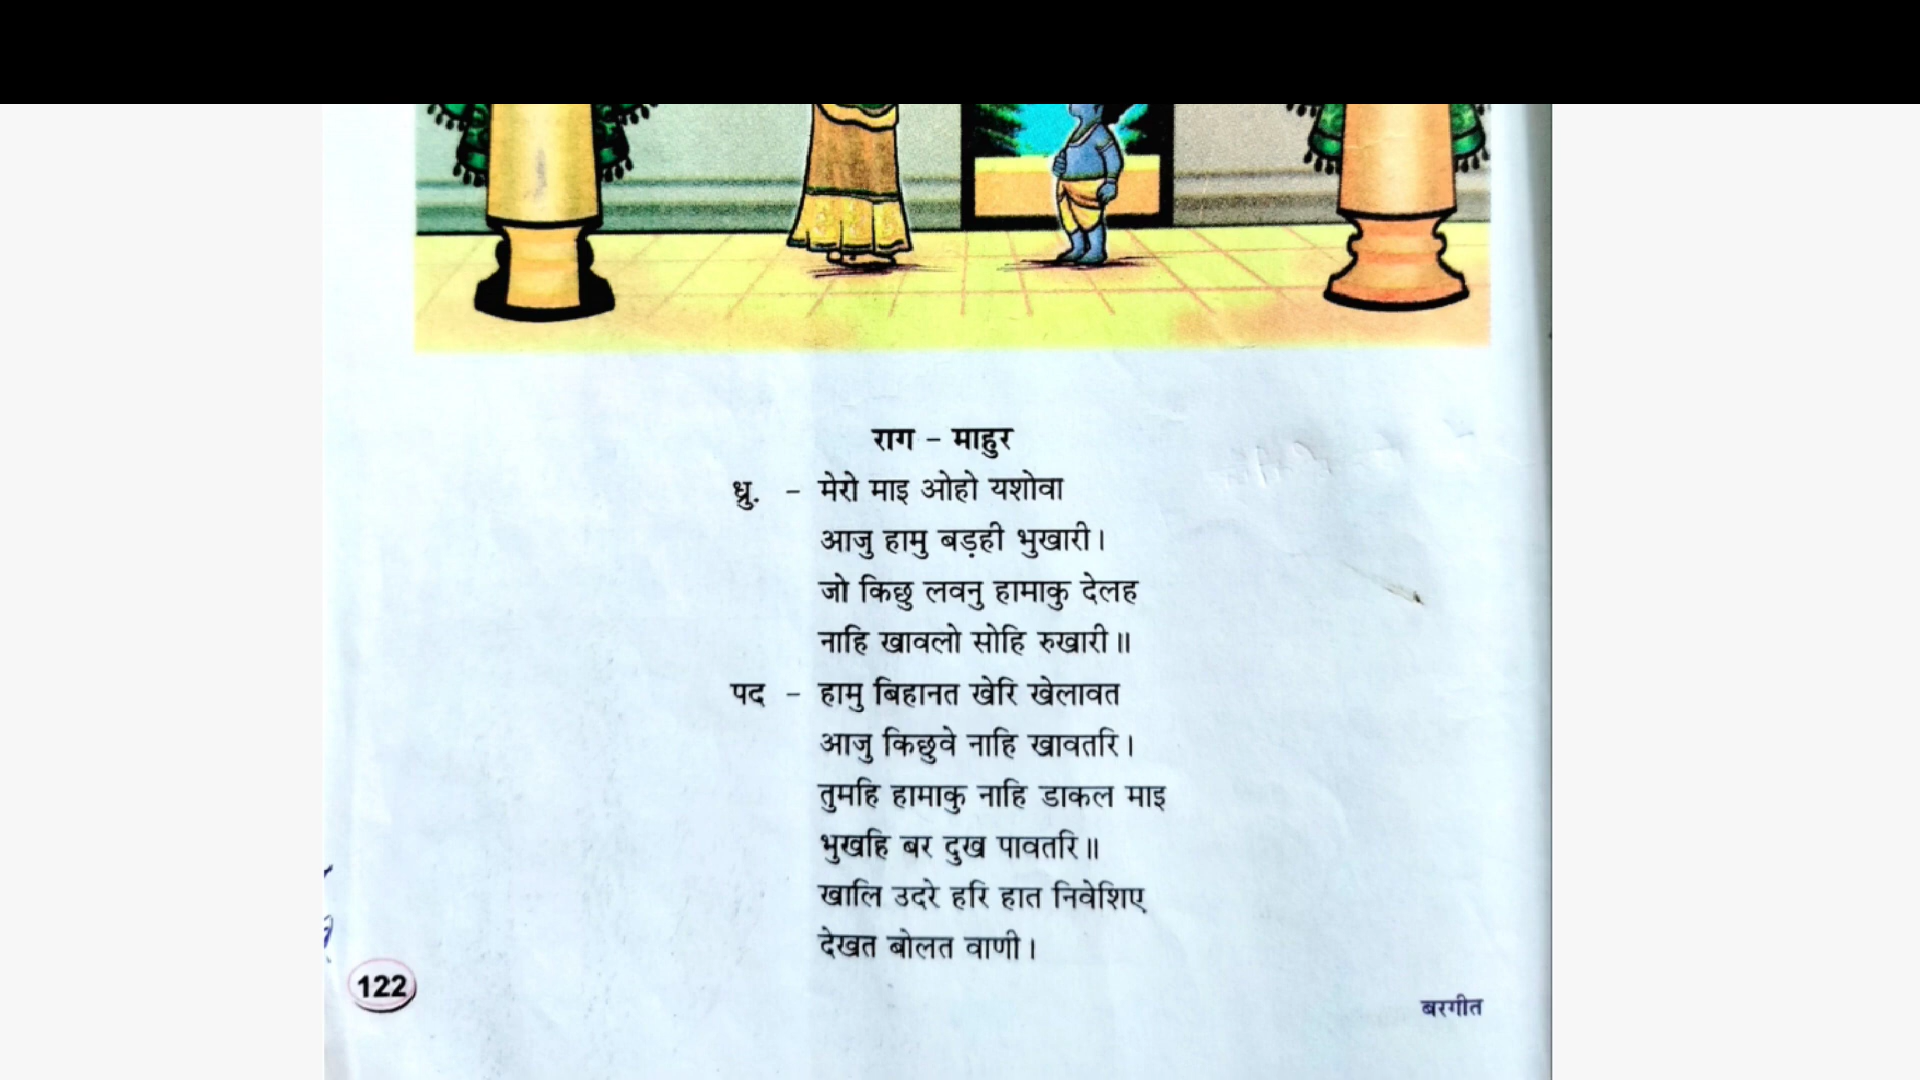 राग - माहुर
ध्रु. - मेरो माइ ओहो यशोवा
आजु हामु बड़ही भुखारी।
जो किछु लवनु हामाकु देलह
नाहि खावलो सोहि रुखारी॥
पद - हामु बिहानत खेरि खेलावत
आजु किछुवे नाहि खावतरि।
तुमहि हामाकु नाहि डाकल माइ
भुखहि बर दुख पावतरि॥
खालि उदरे हरि हात निवेशिए
देखत बोलत वाणी।
122
बरगीत